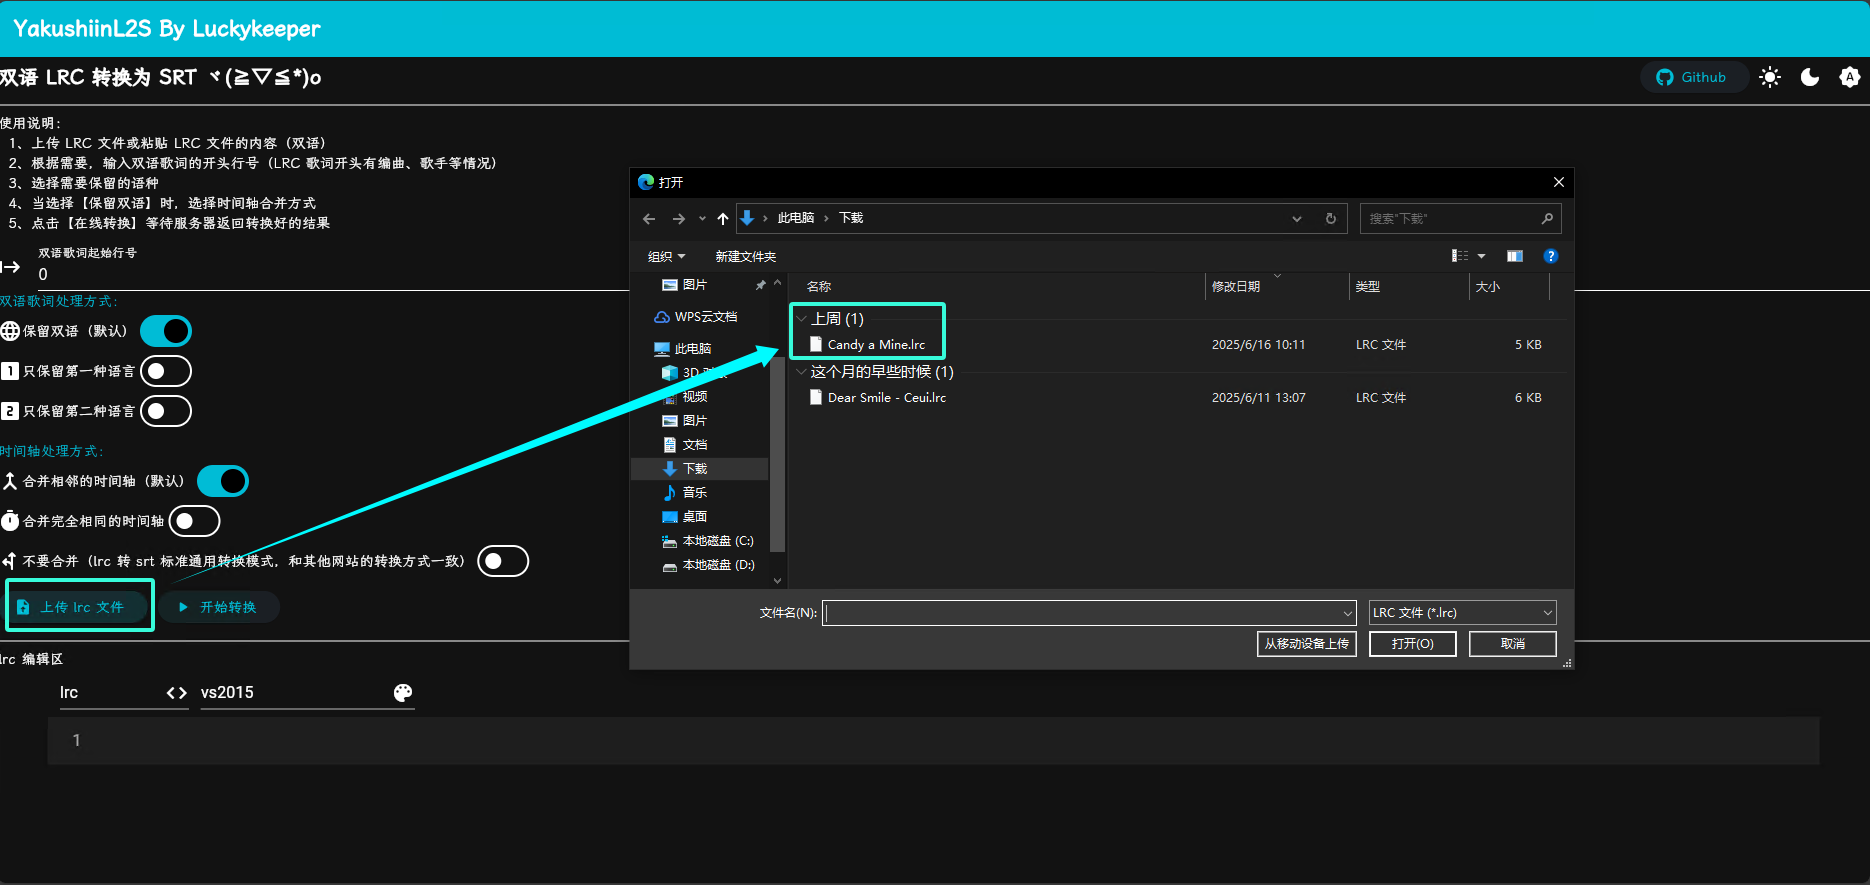 YakushiinL2S By Luckykeeper
双语 LRC 转换为 SRT ヾ(≧▽≦*)o
Github
A
使用说明：
1、上传 LRC 文件或粘贴 LRC 文件的内容（双语）
2、根据需要，输入双语歌词的开头行号（LRC 歌词开头有编曲、歌手等情况）
3、选择需要保留的语种
4、当选择【保留双语】时，选择时间轴合并方式
5、点击【在线转换】等待服务器返回转换好的结果
双语歌词起始行号
0
双语歌词处理方式：
保留双语（默认）
1 只保留第一种语言
2 只保留第二种语言
时间轴处理方式：
合并相邻的时间轴（默认）
合并完全相同的时间轴
不要合并（lrc 转 srt 标准通用转换模式，和其他网站的转换方式一致）
上传 lrc 文件
开始转换
lrc 编辑区
lrc
vs2015
1
打开
此电脑 › 下载
搜索"下载"
组织
新建文件夹
?
图片
WPS云文档
此电脑
3D
视频
图片
文档
下载
音乐
桌面
本地磁盘 (C:)
本地磁盘 (D:)
名称 修改日期 类型 大小
上周 (1)
Candy a Mine.lrc 2025/6/16 10:11 LRC 文件 5 KB
这个月的早些时候 (1)
Dear Smile - Ceui.lrc 2025/6/11 13:07 LRC 文件 6 KB
文件名(N):
LRC 文件 (*.lrc)
从移动设备上传
打开(O)
取消